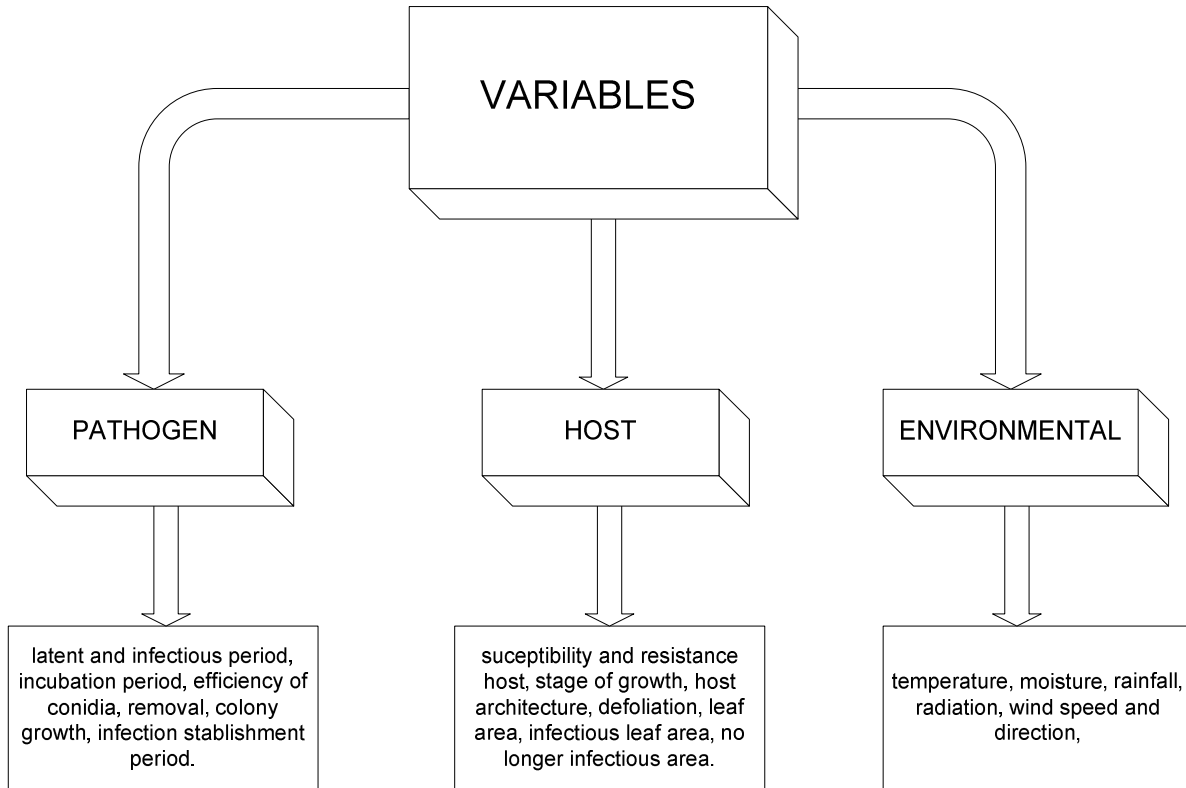 VARIABLES
PATHOGEN
HOST
ENVIRONMENTAL
latent and infectious period,
incubation period, efficiency of
conidia, removal, colony
growth, infection stablishment
period.
suceptibility and resistance
host, stage of growth, host
architecture, defoliation, leaf
area, infectious leaf area, no
longer infectious area.
temperature, moisture, rainfall,
radiation, wind speed and
direction,